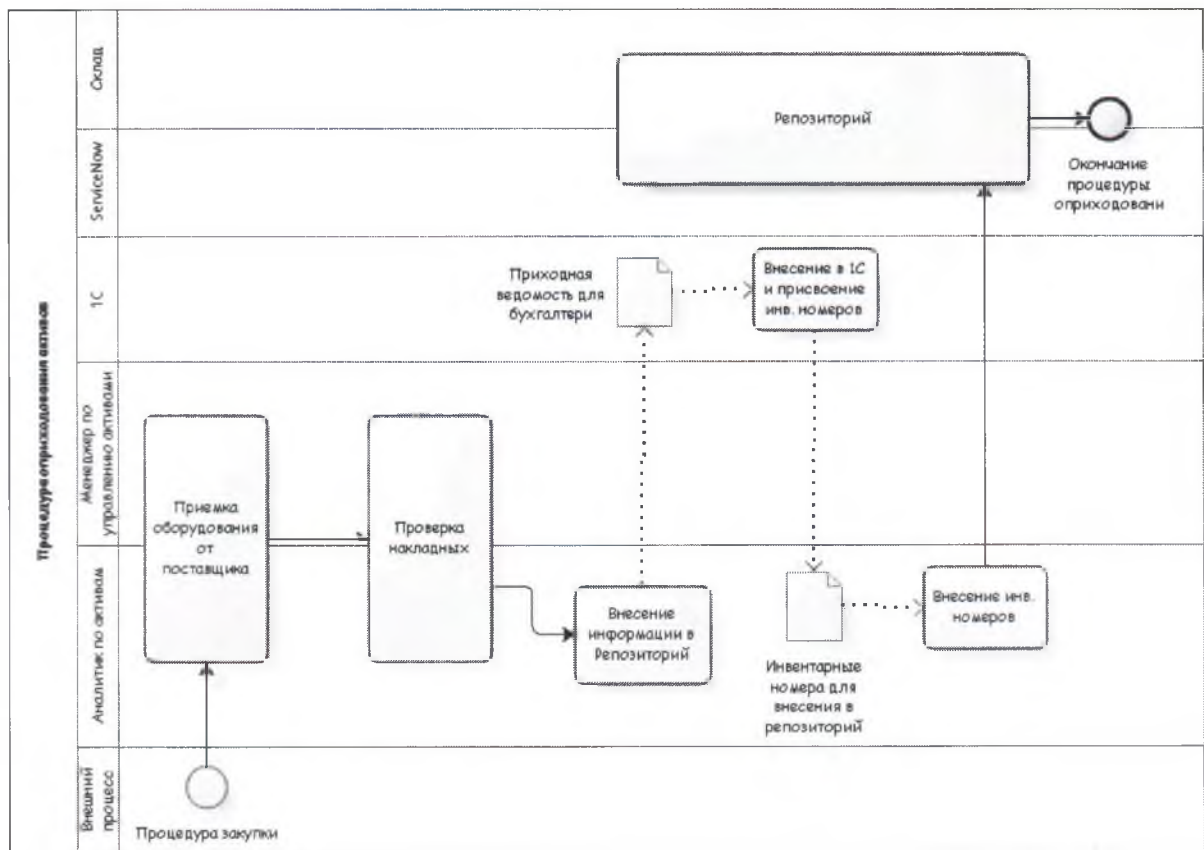 Процедура оприходования активов
Склад
Репозиторий
Окончание
процедуры
оприходовани
ServiceNow
1С
Приходная
ведомость для
бухгалтери
Внесение в 1С
и присвоение
инв. номеров
Менеджер по
управлению активами
Приемка
оборудования
от
поставщика
Проверка
накладных
Аналитик по активам
Внесение
информации в
Репозиторий
Инвентарные
номера для
внесения в
репозиторий
Внесение инв.
номеров
Внешний
процесс
Процедура закупки